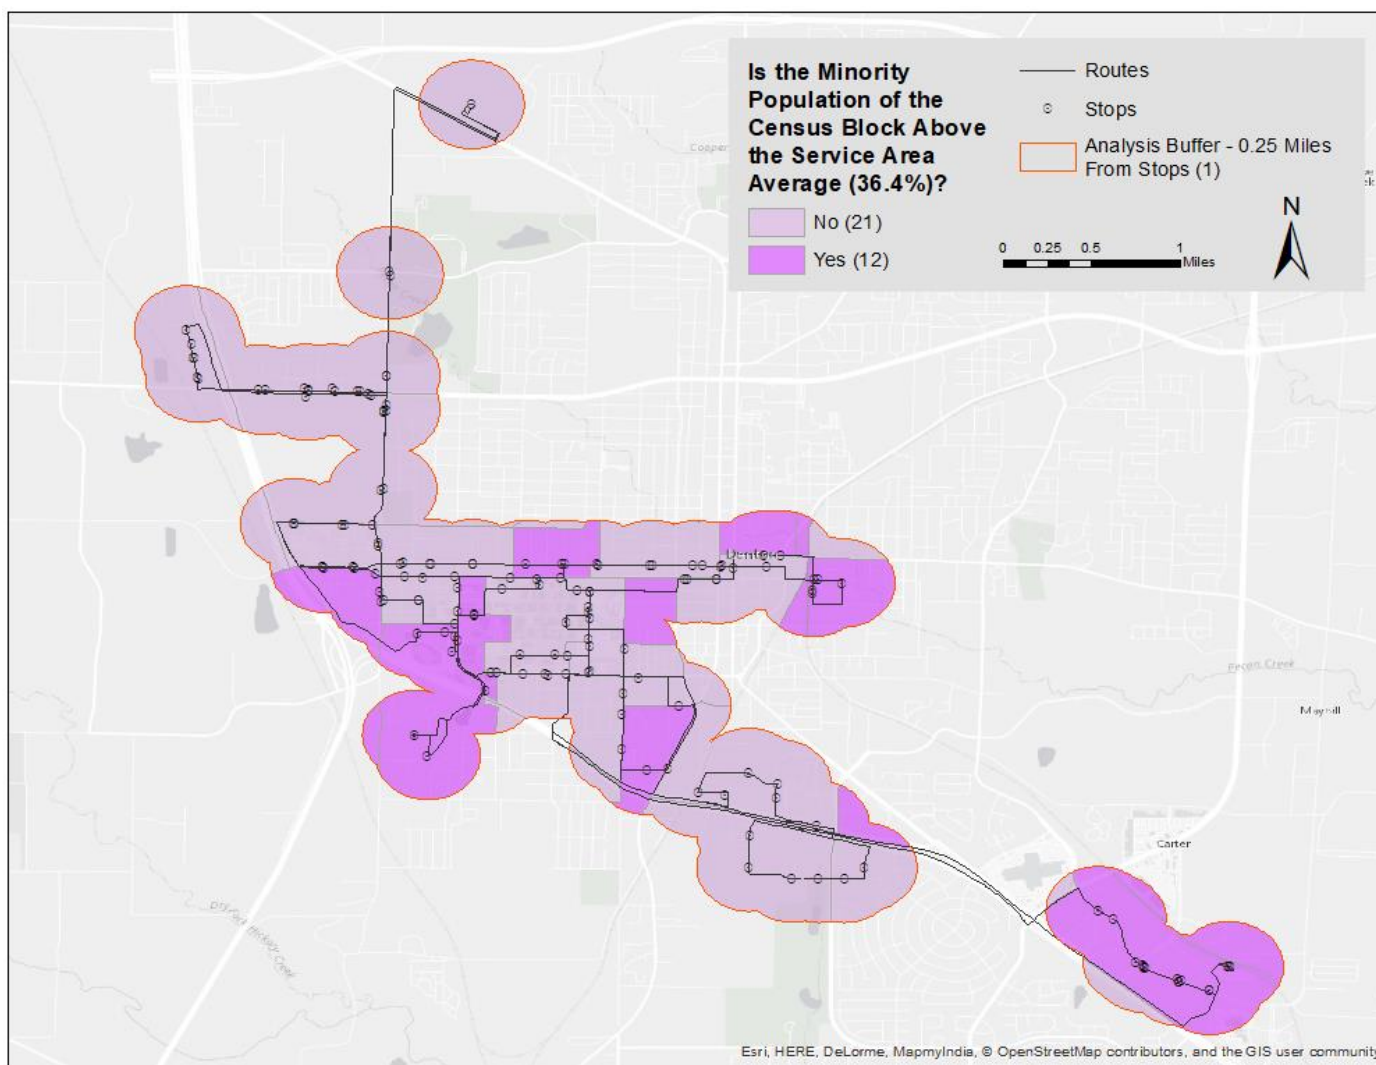 Is the Minority
Population of the
Census Block Above
the Service Area
Average (36.4%)?
No (21)
Yes (12)
Routes
Stops
Analysis Buffer - 0.25 Miles
From Stops (1)
N
0 0.25 0.5 1
Miles
Cooper
Pecan Creek
Mayhill
Carter
Esri, HERE, DeLorme, MapmyIndia, © OpenStreetMap contributors, and the GIS user community